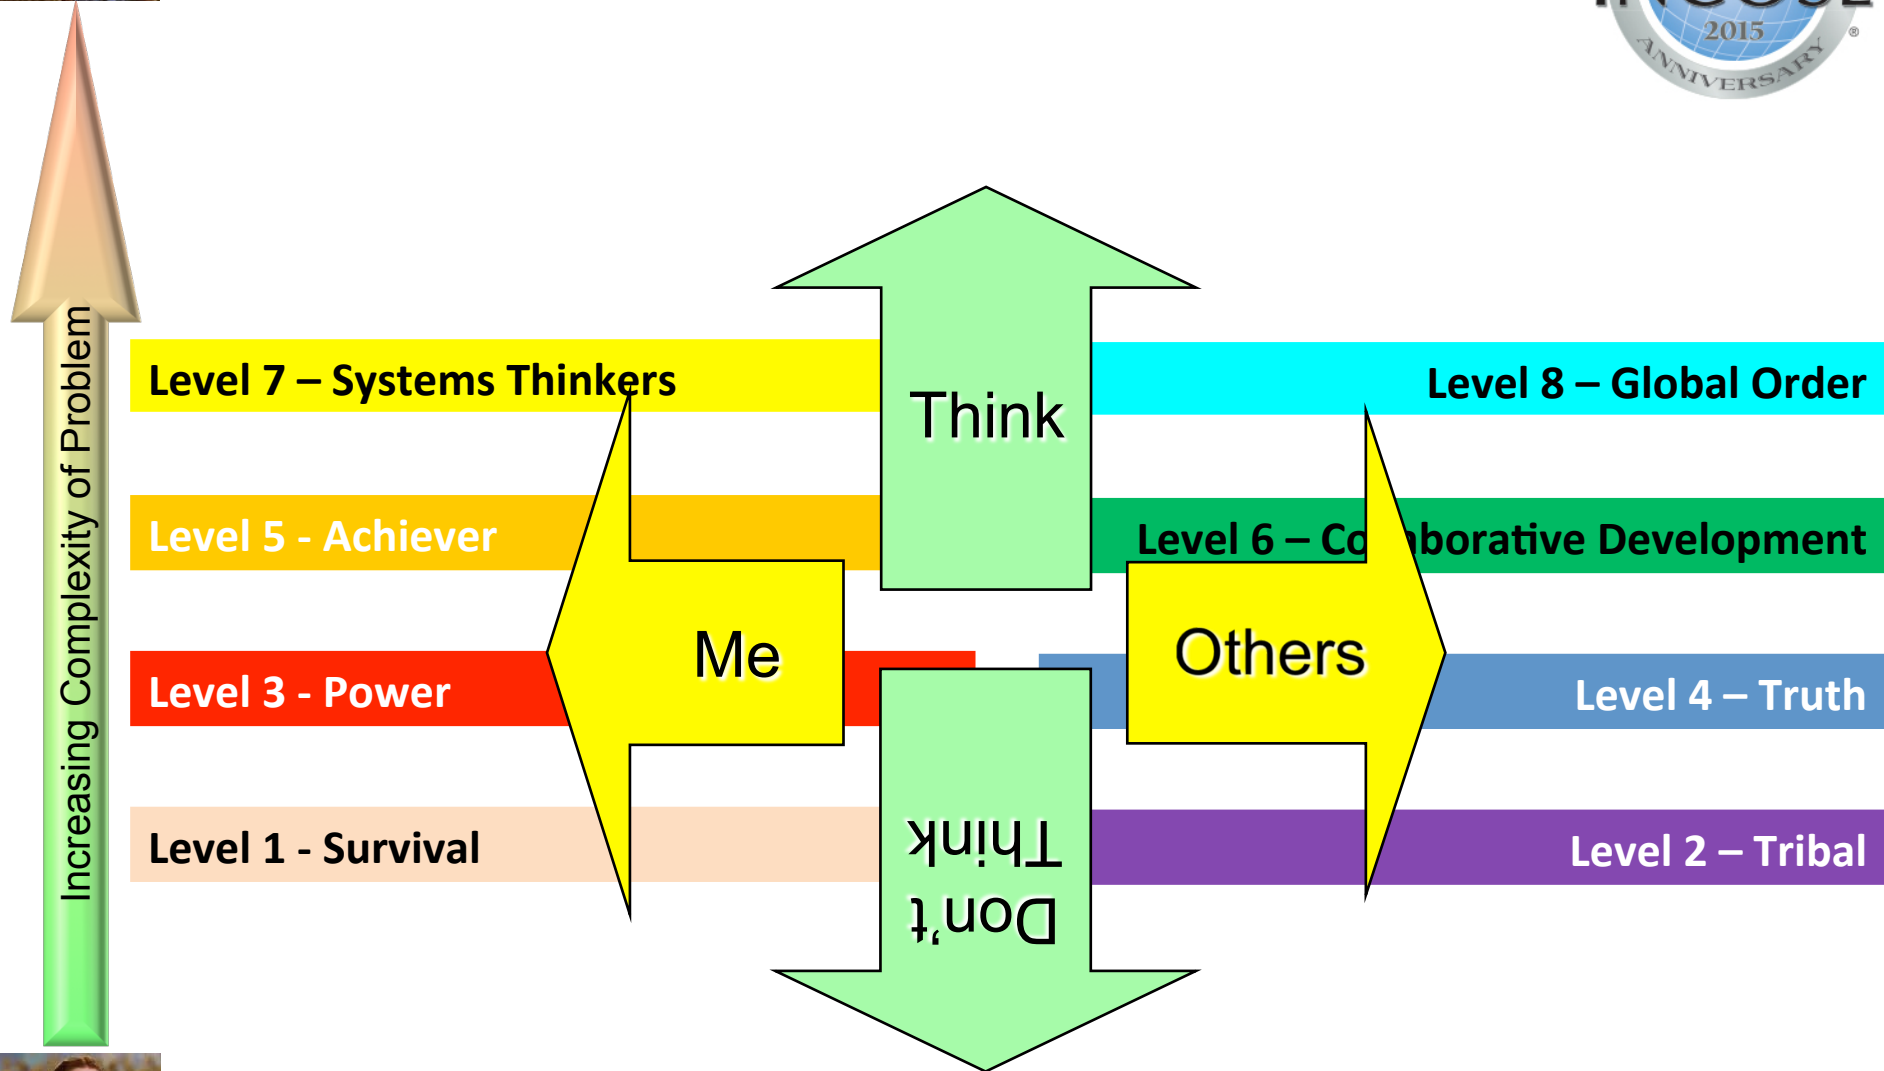 2015
ANNIVERSARY
®
Increasing Complexity of Problem
Think
Level 7 – Systems Thinkers
Level 8 – Global Order
Level 5 - Achiever
Level 6 – Co borative Development
Me
Others
Level 3 - Power
Level 4 – Truth
Level 1 - Survival
Level 2 – Tribal
Don’t
Think